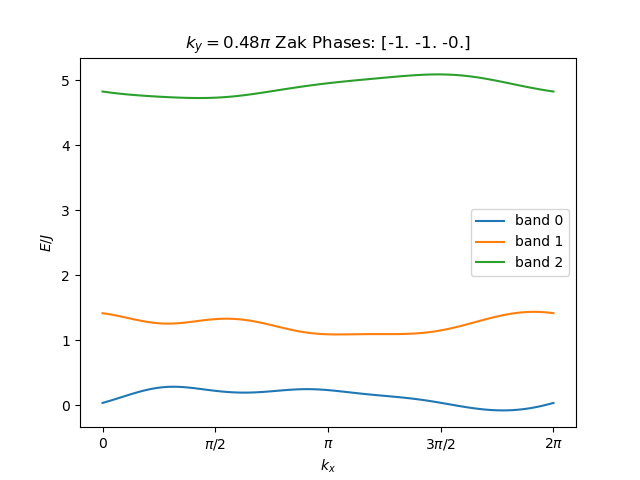 $k_y = 0.48\pi$ Zak Phases: [-1. -1. -0.]
5
4
3
2
1
0
E/J
band 0
band 1
band 2
0
π/2
π
3π/2
2π
$k_x$